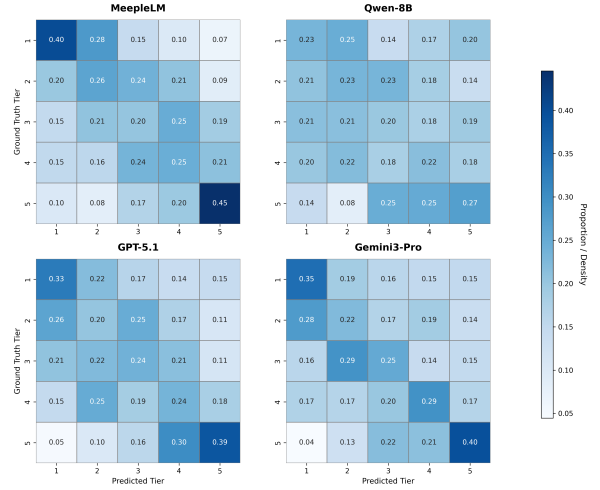 MeepleLM
Qwen-8B
Ground Truth Tier
1 0.40 0.28 0.15 0.10 0.07
2 0.20 0.26 0.24 0.21 0.09
3 0.15 0.21 0.20 0.25 0.19
4 0.15 0.16 0.24 0.25 0.21
5 0.10 0.08 0.17 0.20 0.45
1 2 3 4 5
1 0.23 0.25 0.14 0.17 0.20
2 0.21 0.23 0.23 0.18 0.14
3 0.21 0.21 0.20 0.18 0.19
4 0.20 0.22 0.18 0.22 0.18
5 0.14 0.08 0.25 0.25 0.27
1 2 3 4 5
GPT-5.1
Gemini3-Pro
Ground Truth Tier
1 0.33 0.22 0.17 0.14 0.15
2 0.26 0.20 0.25 0.17 0.11
3 0.21 0.22 0.24 0.21 0.11
4 0.15 0.25 0.19 0.24 0.18
5 0.05 0.10 0.16 0.30 0.39
1 2 3 4 5
Predicted Tier
1 0.35 0.19 0.16 0.15 0.15
2 0.28 0.22 0.17 0.19 0.14
3 0.16 0.29 0.25 0.14 0.15
4 0.17 0.17 0.20 0.29 0.17
5 0.04 0.13 0.22 0.21 0.40
1 2 3 4 5
Predicted Tier
0.40
0.35
0.30
0.25
0.20
0.15
0.10
0.05
Proportion / Density